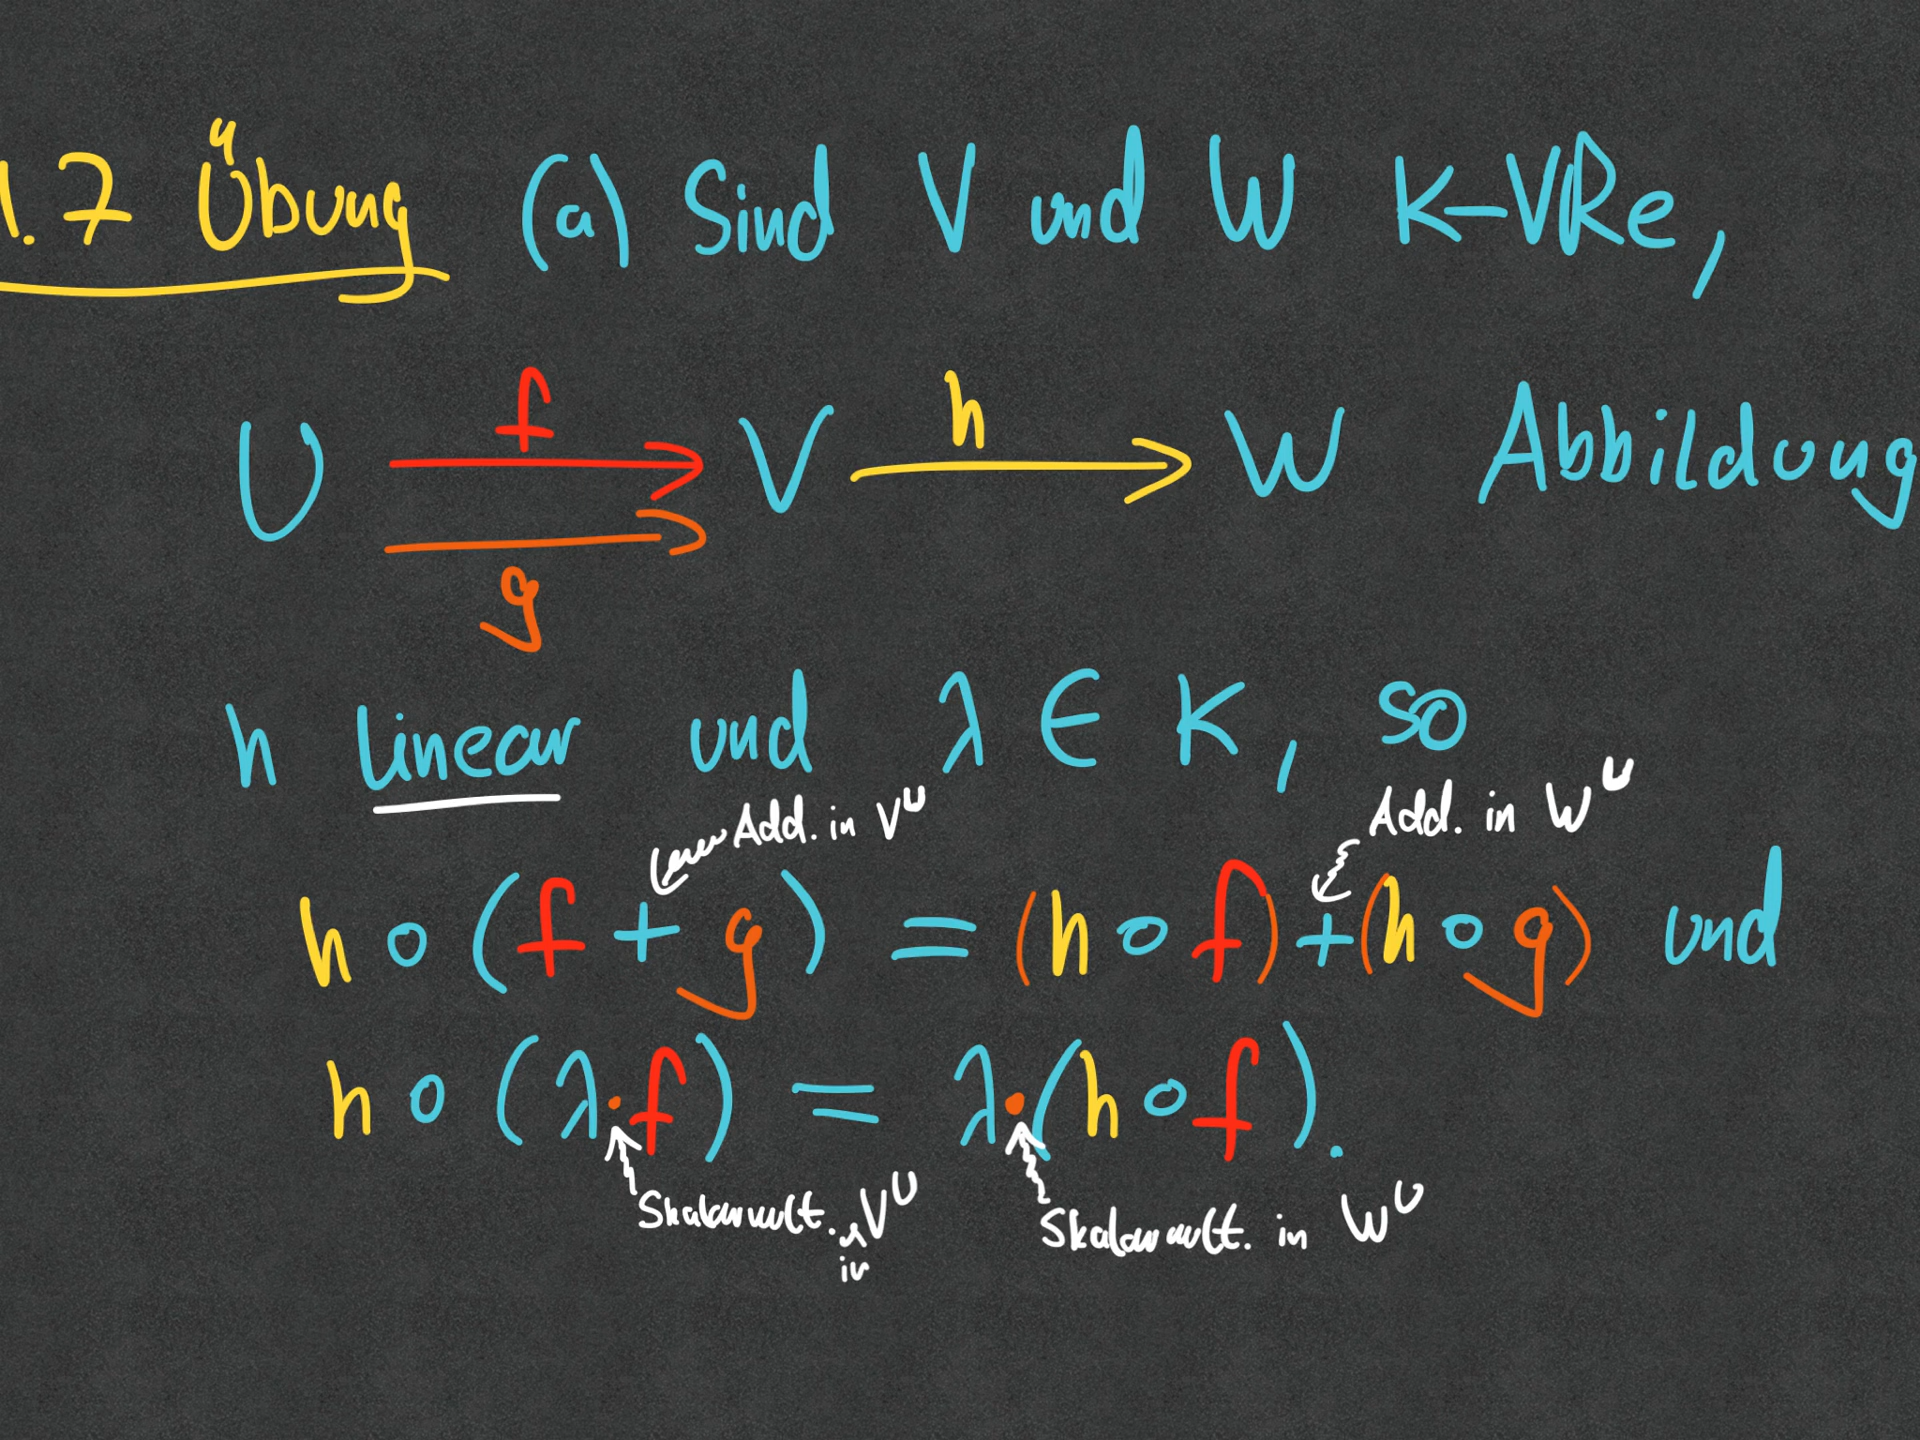 1.7 Übung (a) Sind V und W K-VRe,
f h
U V W Abbildung
g
h linear und λ ∈ K, so
Add. in V^U Add. in W^U
h ∘ (f + g) = (h ∘ f) + (h ∘ g) und
h ∘ (λ · f) = λ · (h ∘ f).
Skalarmult. in V^U Skalarmult. in W^U